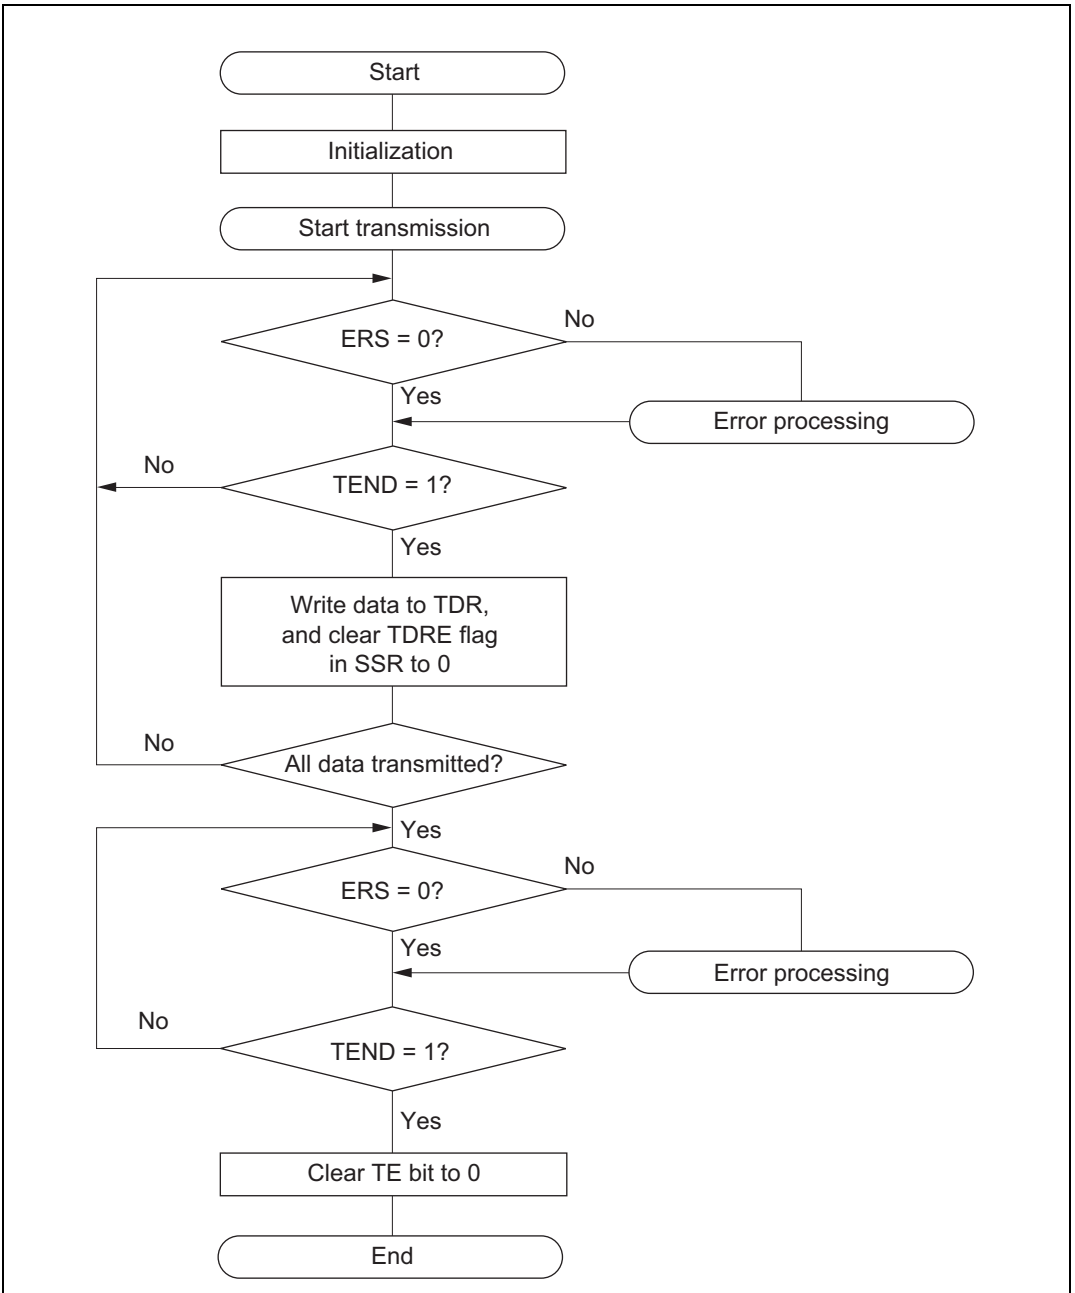 Start
Initialization
Start transmission
ERS = 0?
No
Yes
Error processing
No
TEND = 1?
Yes
Write data to TDR,
and clear TDRE flag
in SSR to 0
No
All data transmitted?
Yes
ERS = 0?
No
Yes
Error processing
No
TEND = 1?
Yes
Clear TE bit to 0
End